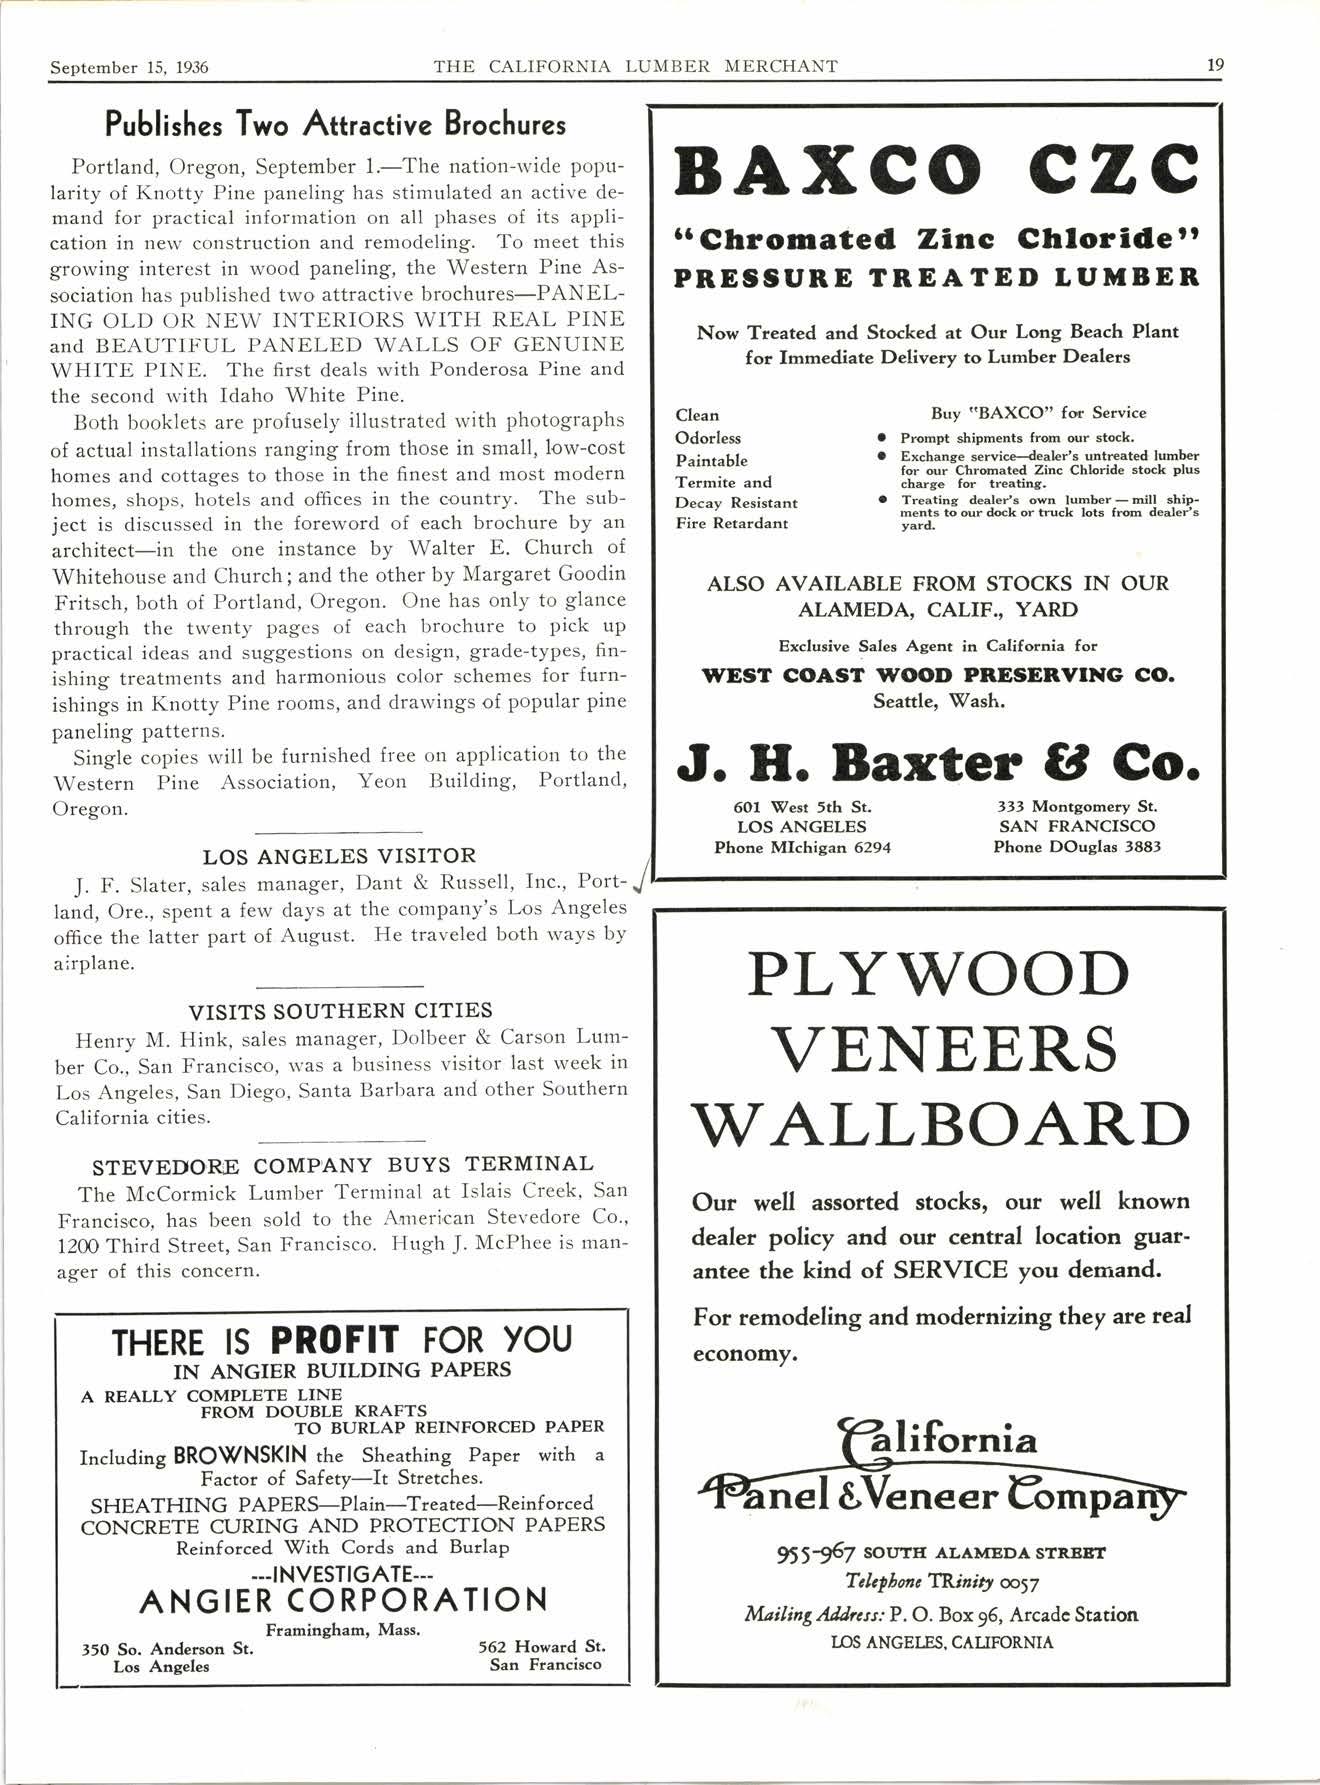 September 15, 1936 THE CALIFORNIA LUMBER MERCHANT 19
Publishes Two Attractive Brochures
Portland, Oregon, September 1.—The nation-wide popu-
larity of Knotty Pine paneling has stimulated an active de-
mand for practical information on all phases of its appli-
cation in new construction and remodeling. To meet this
growing interest in wood paneling, the Western Pine As-
sociation has published two attractive brochures—PANEL-
ING OLD OR NEW INTERIORS WITH REAL PINE
and BEAUTIFUL PANELED WALLS OF GENUINE
WHITE PINE. The first deals with Ponderosa Pine and
the second with Idaho White Pine.
Both booklets are profusely illustrated with photographs
of actual installations ranging from those in small, low-cost
homes and cottages to those in the finest and most modern
homes, shops, hotels and offices in the country. The sub-
ject is discussed in the foreword of each brochure by an
architect—in the one instance by Walter E. Church of
Whitehouse and Church; and the other by Margaret Goodin
Fritsch, both of Portland, Oregon. One has only to glance
through the twenty pages of each brochure to pick up
practical ideas and suggestions on design, grade-types, fin-
ishing treatments and harmonious color schemes for furn-
ishings in Knotty Pine rooms, and drawings of popular pine
paneling patterns.
Single copies will be furnished free on application to the
Western Pine Association, Yeon Building, Portland,
Oregon.
LOS ANGELES VISITOR
J. F. Slater, sales manager, Dant & Russell, Inc., Port-
land, Ore., spent a few days at the company's Los Angeles
office the latter part of August. He traveled both ways by
airplane.
VISITS SOUTHERN CITIES
Henry M. Hink, sales manager, Dolbeer & Carson Lum-
ber Co., San Francisco, was a business visitor last week in
Los Angeles, San Diego, Santa Barbara and other Southern
California cities.
STEVEDORE COMPANY BUYS TERMINAL
The McCormick Lumber Terminal at Islais Creek, San
Francisco, has been sold to the American Stevedore Co.,
1200 Third Street, San Francisco. Hugh J. McPhee is man-
ager of this concern.
THERE IS PROFIT FOR YOU
IN ANGIER BUILDING PAPERS
A REALLY COMPLETE LINE
FROM DOUBLE KRAFTS
TO BURLAP REINFORCED PAPER
Including BROWNSKIN the Sheathing Paper with a
Factor of Safety—It Stretches.
SHEATHING PAPERS—Plain—Treated—Reinforced
CONCRETE CURING AND PROTECTION PAPERS
Reinforced With Cords and Burlap
---INVESTIGATE---
ANGIER CORPORATION
Framingham, Mass.
350 So. Anderson St. 562 Howard St.
Los Angeles San Francisco
BAXCO CZC
"Chromated Zinc Chloride"
PRESSURE TREATED LUMBER
Now Treated and Stocked at Our Long Beach Plant
for Immediate Delivery to Lumber Dealers
Clean
Odorless
Paintable
Termite and
Decay Resistant
Fire Retardant
Buy "BAXCO" for Service
● Prompt shipments from our stock.
● Exchange service—dealer's untreated lumber
for our Chromated Zinc Chloride stock plus
charge for treating.
● Treating dealer's own lumber—mill ship-
ments to our dock or truck lots from dealer's
yard.
ALSO AVAILABLE FROM STOCKS IN OUR
ALAMEDA, CALIF., YARD
Exclusive Sales Agent in California for
WEST COAST WOOD PRESERVING CO.
Seattle, Wash.
J. H. Baxter & Co.
601 West 5th St. 333 Montgomery St.
LOS ANGELES SAN FRANCISCO
Phone MIchigan 6294 Phone DOuglas 3883
PLYWOOD
VENEERS
WALLBOARD
Our well assorted stocks, our well known
dealer policy and our central location guar-
antee the kind of SERVICE you demand.
For remodeling and modernizing they are real
economy.
California
Panel & Veneer Company
955-967 SOUTH ALAMEDA STREET
Telephone TRinity 0057
Mailing Address: P. O. Box 96, Arcade Station
LOS ANGELES, CALIFORNIA